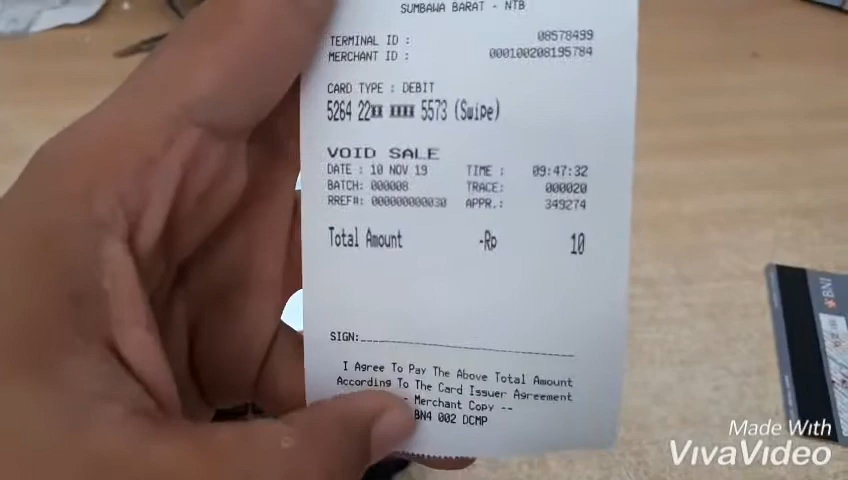 SUMBAWA BARAT - NTB
TERMINAL ID : 08578499
MERCHANT ID : 000100208195784
CARD TYPE : DEBIT
5264 22** **** 5573 (Swipe)
VOID SALE
DATE : 10 NOV 19 TIME : 09:47:32
BATCH: 000008 TRACE: 000020
RREF#: 00000000030 APPR.: 349274
Total Amount -Rp 10
SIGN:
I Agree To Pay The Above Total Amount
According To The Card Issuer Agreement
Merchant Copy --
BN4 002 DCMP
BNI
Made With
VivaVideo